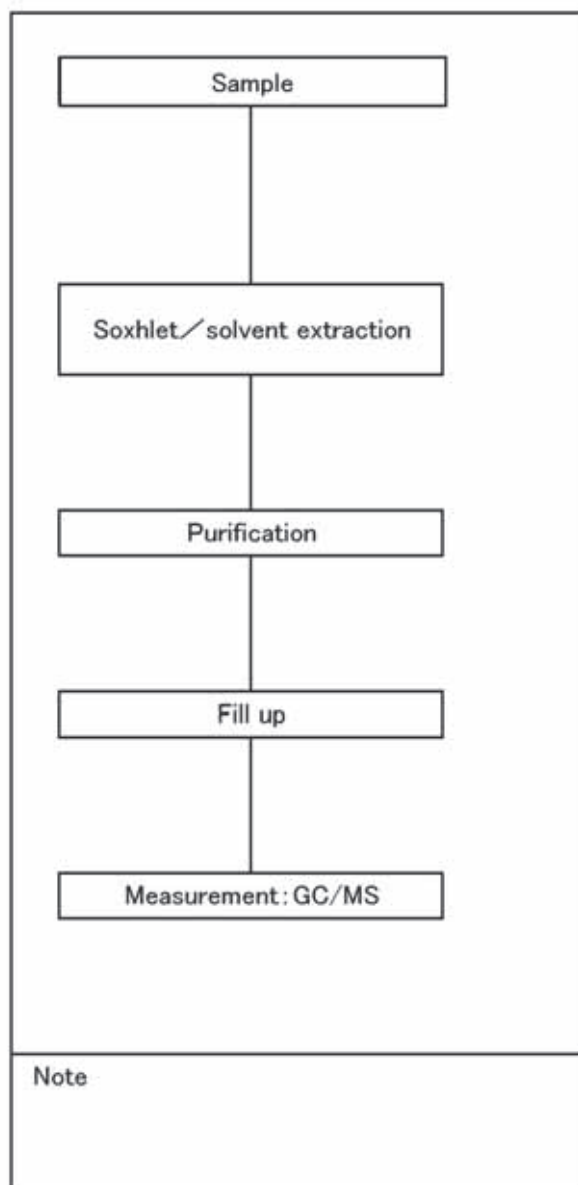 Sample
Soxhlet／solvent extraction
Purification
Fill up
Measurement:GC/MS
Note